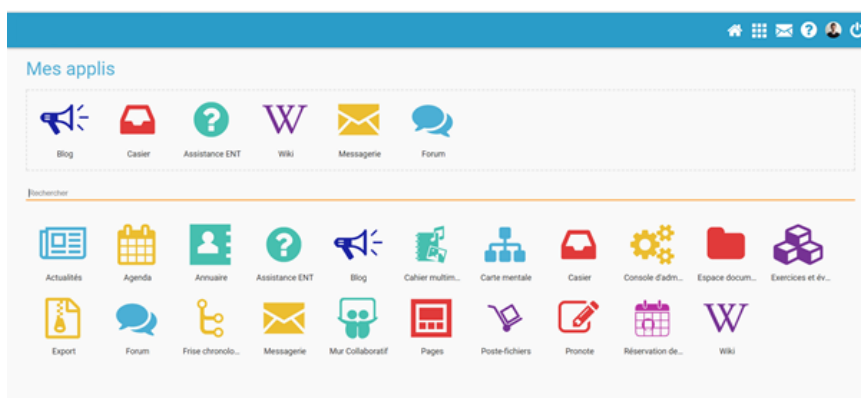 Mes applis
Blog Casier Assistance ENT Wiki Messagerie Forum
Rechercher
Actualités Agenda Annuaire Assistance ENT Blog Cahier multim... Carte mentale Casier Console d'adm... Espace docum... Exercices et év...
Export Forum Frise chronolo... Messagerie Mur Collaboratif Pages Poste-fichiers Pronote Réservation de... Wiki